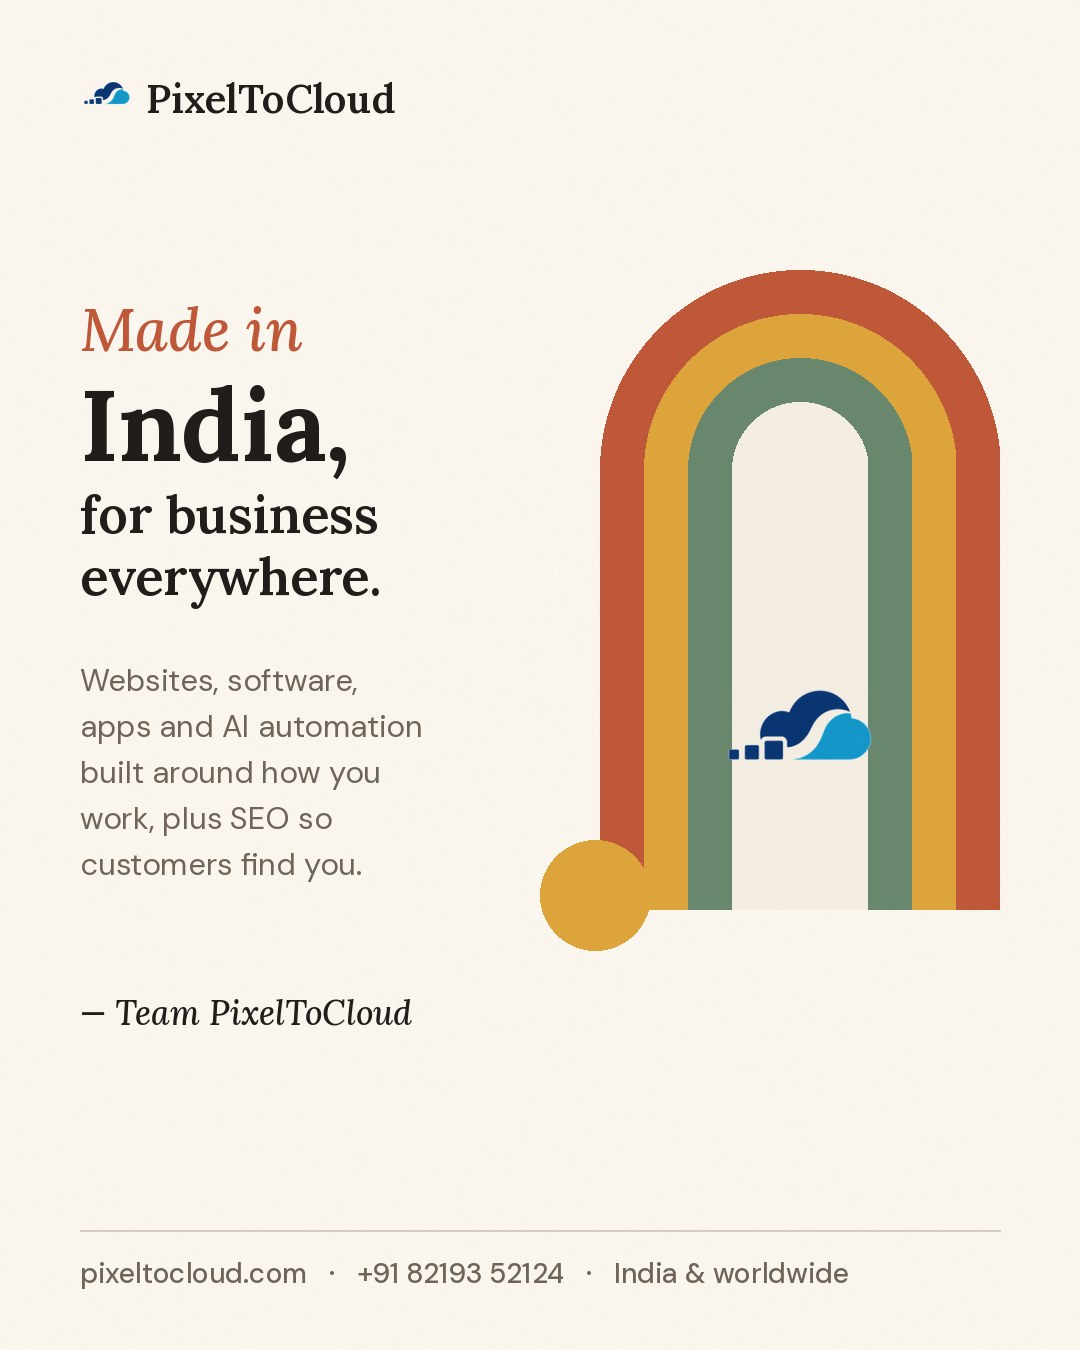 PixelToCloud
Made in
India,
for business
everywhere.
Websites, software,
apps and AI automation
built around how you
work, plus SEO so
customers find you.
– Team PixelToCloud
pixeltocloud.com · +91 82193 52124 · India & worldwide